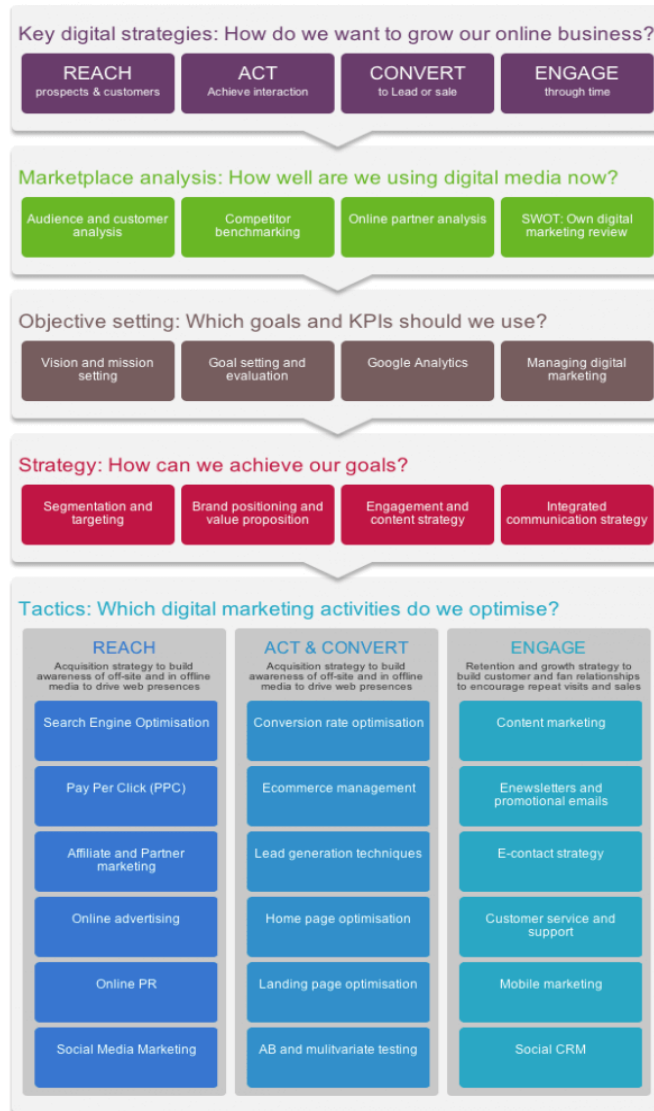 Key digital strategies: How do we want to grow our online business?
REACH
prospects & customers
ACT
Achieve interaction
CONVERT
to Lead or sale
ENGAGE
through time
Marketplace analysis: How well are we using digital media now?
Audience and customer
analysis
Competitor
benchmarking
Online partner analysis
SWOT: Own digital
marketing review
Objective setting: Which goals and KPIs should we use?
Vision and mission
setting
Goal setting and
evaluation
Google Analytics
Managing digital
marketing
Strategy: How can we achieve our goals?
Segmentation and
targeting
Brand positioning and
value proposition
Engagement and
content strategy
Integrated
communication strategy
Tactics: Which digital marketing activities do we optimise?
REACH
Acquisition strategy to build
awareness of off-site and in offline
media to drive web presences
Search Engine Optimisation
Pay Per Click (PPC)
Affiliate and Partner
marketing
Online advertising
Online PR
Social Media Marketing
ACT & CONVERT
Acquisition strategy to build
awareness of off-site and in offline
media to drive web presences
Conversion rate optimisation
Ecommerce management
Lead generation techniques
Home page optimisation
Landing page optimisation
AB and mulitvariate testing
ENGAGE
Retention and growth strategy to
build customer and fan relationships
to encourage repeat visits and sales
Content marketing
Enewsletters and
promotional emails
E-contact strategy
Customer service and
support
Mobile marketing
Social CRM